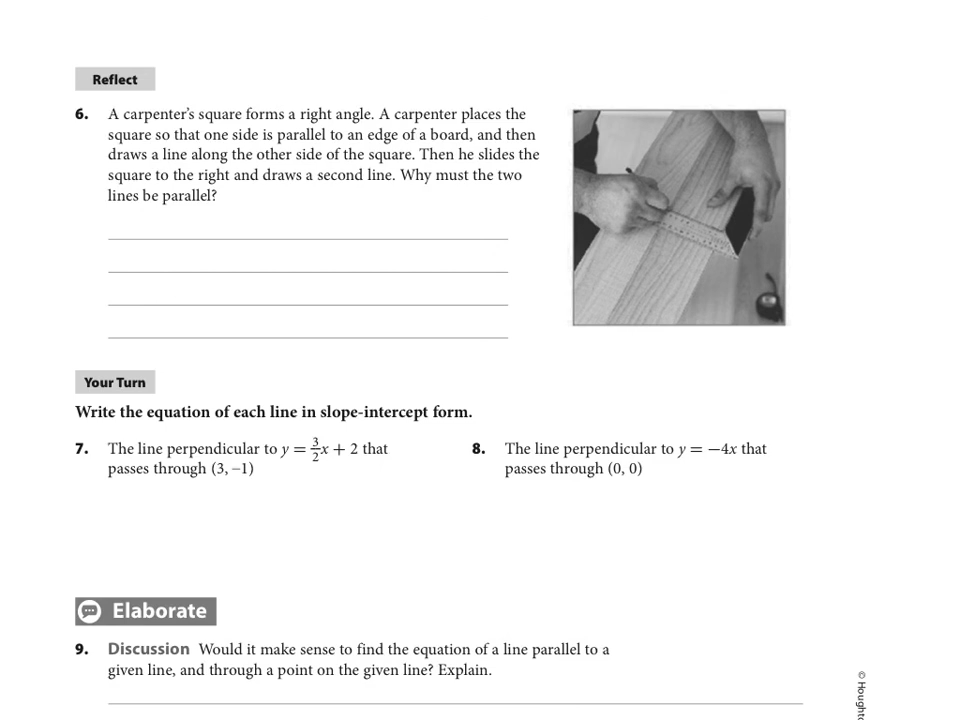 Reflect
6. A carpenter's square forms a right angle. A carpenter places the
square so that one side is parallel to an edge of a board, and then
draws a line along the other side of the square. Then he slides the
square to the right and draws a second line. Why must the two
lines be parallel?
Your Turn
Write the equation of each line in slope-intercept form.
7. The line perpendicular to y = 3/2 x + 2 that
passes through (3, −1)
8. The line perpendicular to y = −4x that
passes through (0, 0)
Elaborate
9. Discussion Would it make sense to find the equation of a line parallel to a
given line, and through a point on the given line? Explain.